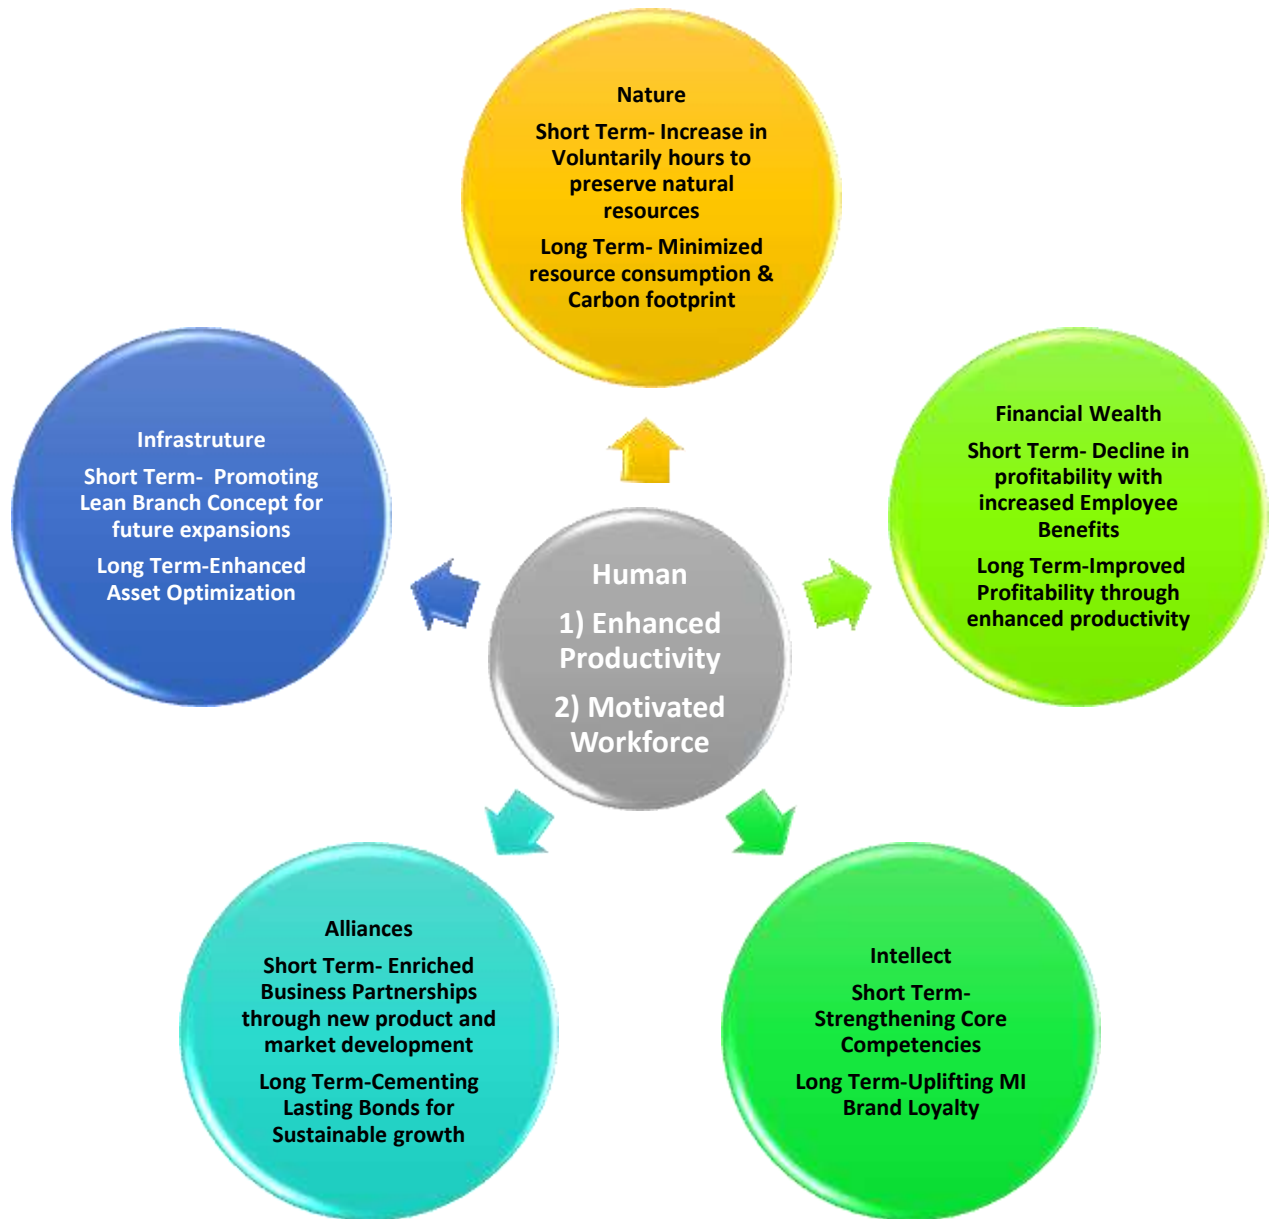 Nature
Short Term- Increase in
Voluntarily hours to
preserve natural
resources
Long Term- Minimized
resource consumption &
Carbon footprint
Financial Wealth
Short Term- Decline in
profitability with
increased Employee
Benefits
Long Term-Improved
Profitability through
enhanced productivity
Intellect
Short Term-
Strengthening Core
Competencies
Long Term-Uplifting MI
Brand Loyalty
Alliances
Short Term- Enriched
Business Partnerships
through new product and
market development
Long Term-Cementing
Lasting Bonds for
Sustainable growth
Infrastruture
Short Term-  Promoting
Lean Branch Concept for
future expansions
Long Term-Enhanced
Asset Optimization
Human
1) Enhanced
Productivity
2) Motivated
Workforce